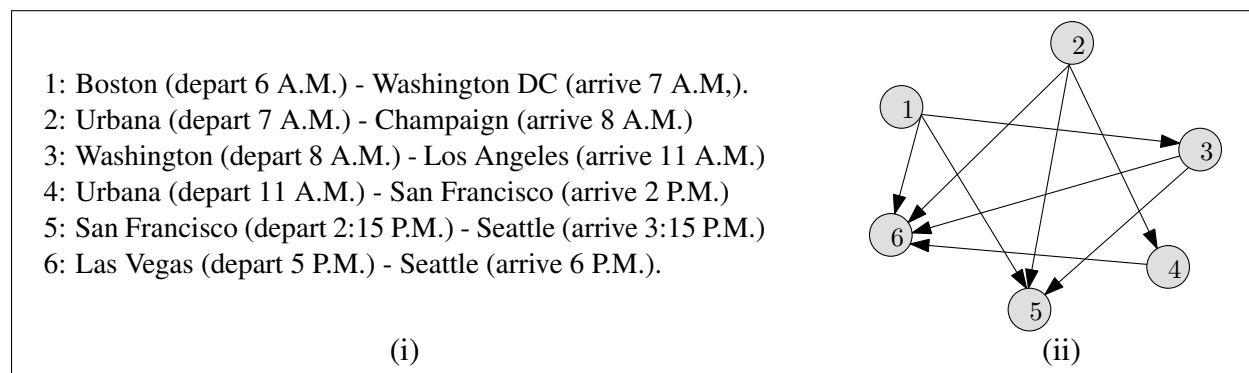 1: Boston (depart 6 A.M.) - Washington DC (arrive 7 A.M,).
2: Urbana (depart 7 A.M.) - Champaign (arrive 8 A.M.)
3: Washington (depart 8 A.M.) - Los Angeles (arrive 11 A.M.)
4: Urbana (depart 11 A.M.) - San Francisco (arrive 2 P.M.)
5: San Francisco (depart 2:15 P.M.) - Seattle (arrive 3:15 P.M.)
6: Las Vegas (depart 5 P.M.) - Seattle (arrive 6 P.M.).
(i)
2
1
3
6
4
5
(ii)